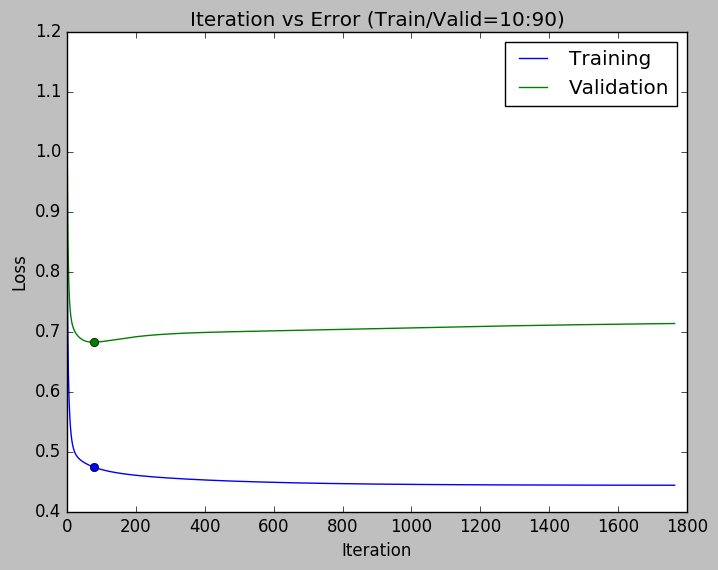 Iteration vs Error (Train/Valid=10:90)
1.2
1.1
1.0
0.9
0.8
0.7
0.6
0.5
0.4
Loss
Training
Validation
0 200 400 600 800 1000 1200 1400 1600 1800
Iteration